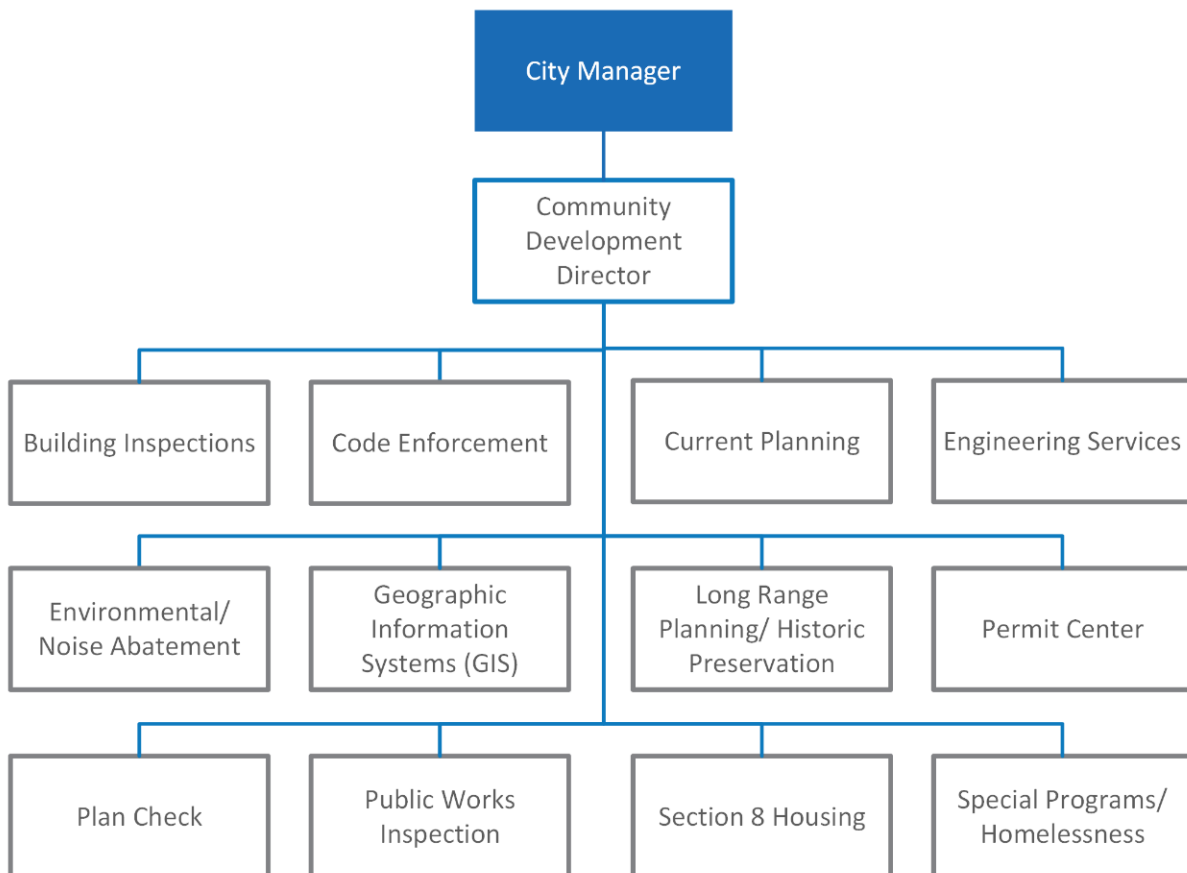 City Manager
Community
Development
Director
Building Inspections
Code Enforcement
Current Planning
Engineering Services
Environmental/
Noise Abatement
Geographic
Information
Systems (GIS)
Long Range
Planning/ Historic
Preservation
Permit Center
Plan Check
Public Works
Inspection
Section 8 Housing
Special Programs/
Homelessness